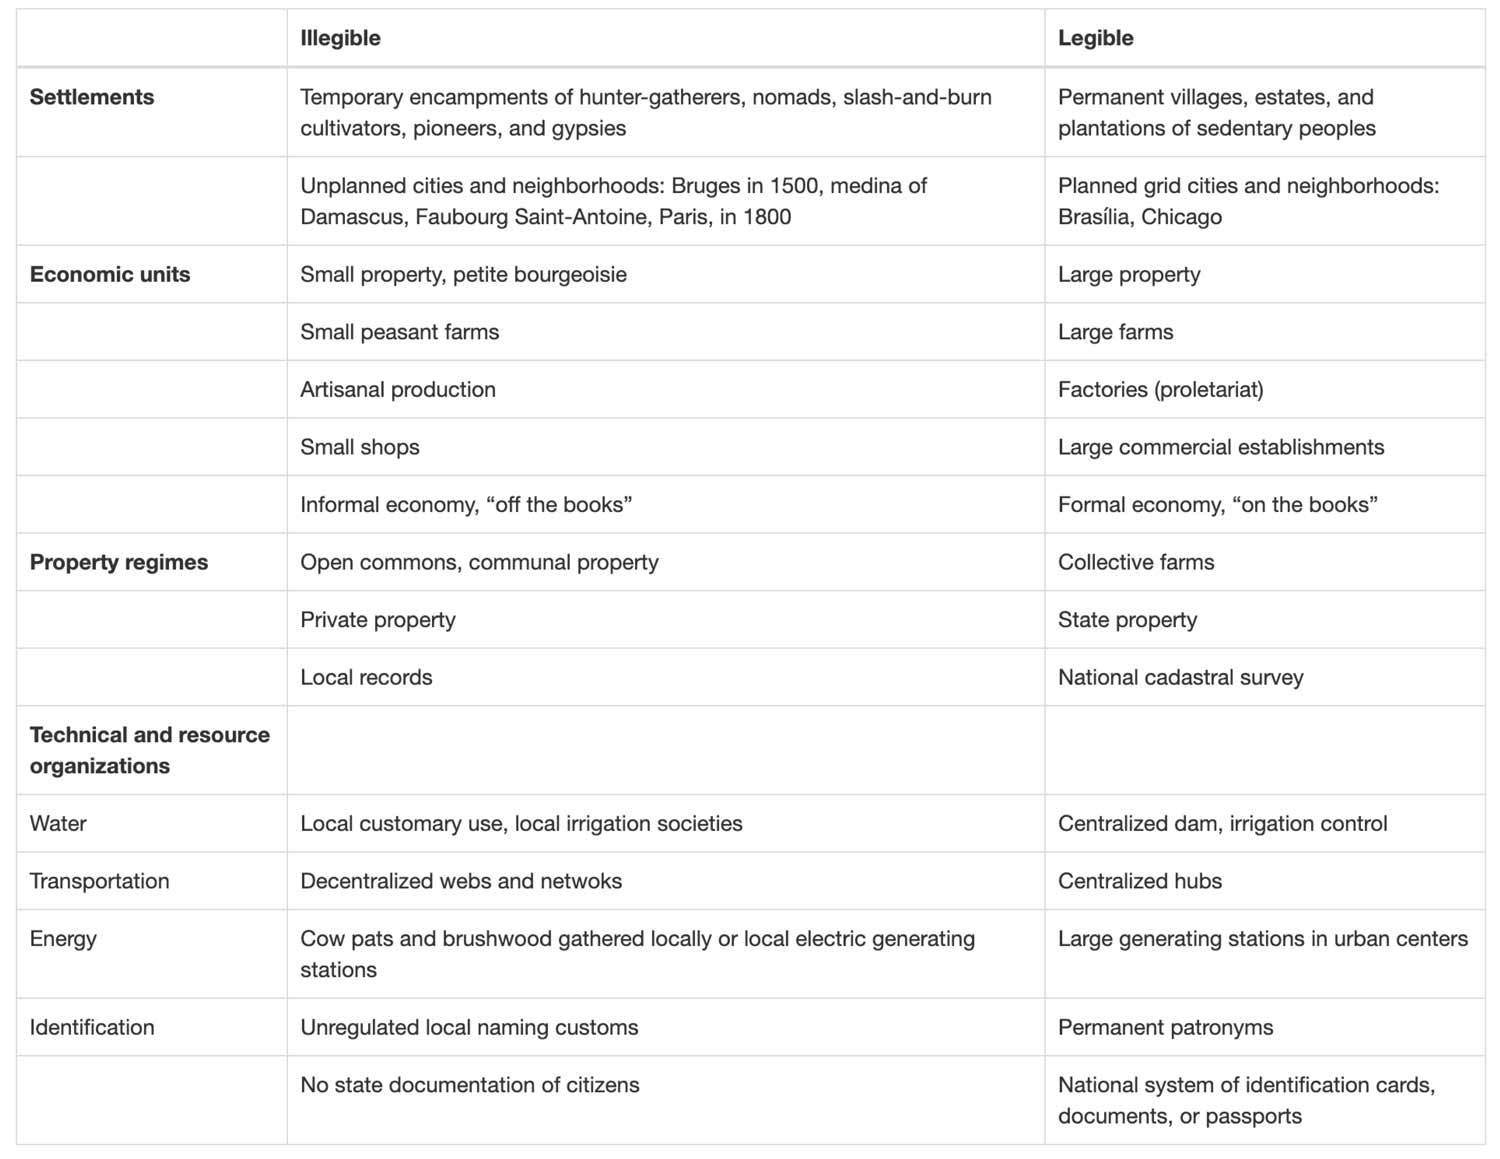 Illegible Legible
Settlements Temporary encampments of hunter-gatherers, nomads, slash-and-burn Permanent villages, estates, and
cultivators, pioneers, and gypsies plantations of sedentary peoples
Unplanned cities and neighborhoods: Bruges in 1500, medina of Planned grid cities and neighborhoods:
Damascus, Faubourg Saint-Antoine, Paris, in 1800 Brasília, Chicago
Economic units Small property, petite bourgeoisie Large property
Small peasant farms Large farms
Artisanal production Factories (proletariat)
Small shops Large commercial establishments
Informal economy, “off the books” Formal economy, “on the books”
Property regimes Open commons, communal property Collective farms
Private property State property
Local records National cadastral survey
Technical and resource
organizations
Water Local customary use, local irrigation societies Centralized dam, irrigation control
Transportation Decentralized webs and netwoks Centralized hubs
Energy Cow pats and brushwood gathered locally or local electric generating Large generating stations in urban centers
stations
Identification Unregulated local naming customs Permanent patronyms
No state documentation of citizens National system of identification cards,
documents, or passports